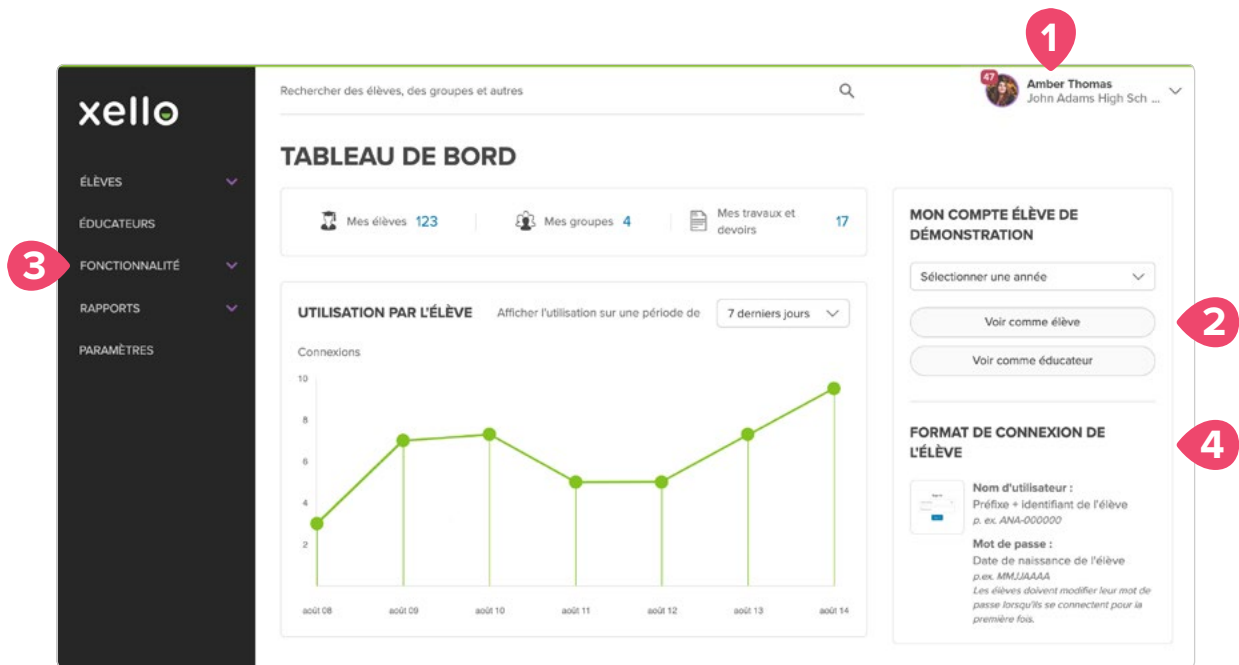 1
xello
Rechercher des élèves, des groupes et autres
47
Amber Thomas
John Adams High Sch ...
TABLEAU DE BORD
ÉLÈVES
ÉDUCATEURS
3
FONCTIONNALITÉ
RAPPORTS
PARAMÈTRES
Mes élèves 123
Mes groupes 4
Mes travaux et
devoirs
17
UTILISATION PAR L'ÉLÈVE
Afficher l'utilisation sur une période de
7 derniers jours
Connexions
10
8
6
4
2
août 08
août 09
août 10
août 11
août 12
août 13
août 14
MON COMPTE ÉLÈVE DE
DÉMONSTRATION
Sélectionner une année
Voir comme élève
2
Voir comme éducateur
FORMAT DE CONNEXION DE
L'ÉLÈVE
4
Nom d'utilisateur :
Préfixe + identifiant de l'élève
p. ex. ANA-000000
Mot de passe :
Date de naissance de l'élève
p.ex. MMJJAAAA
Les élèves doivent modifier leur mot de
passe lorsqu'ils se connectent pour la
première fois.